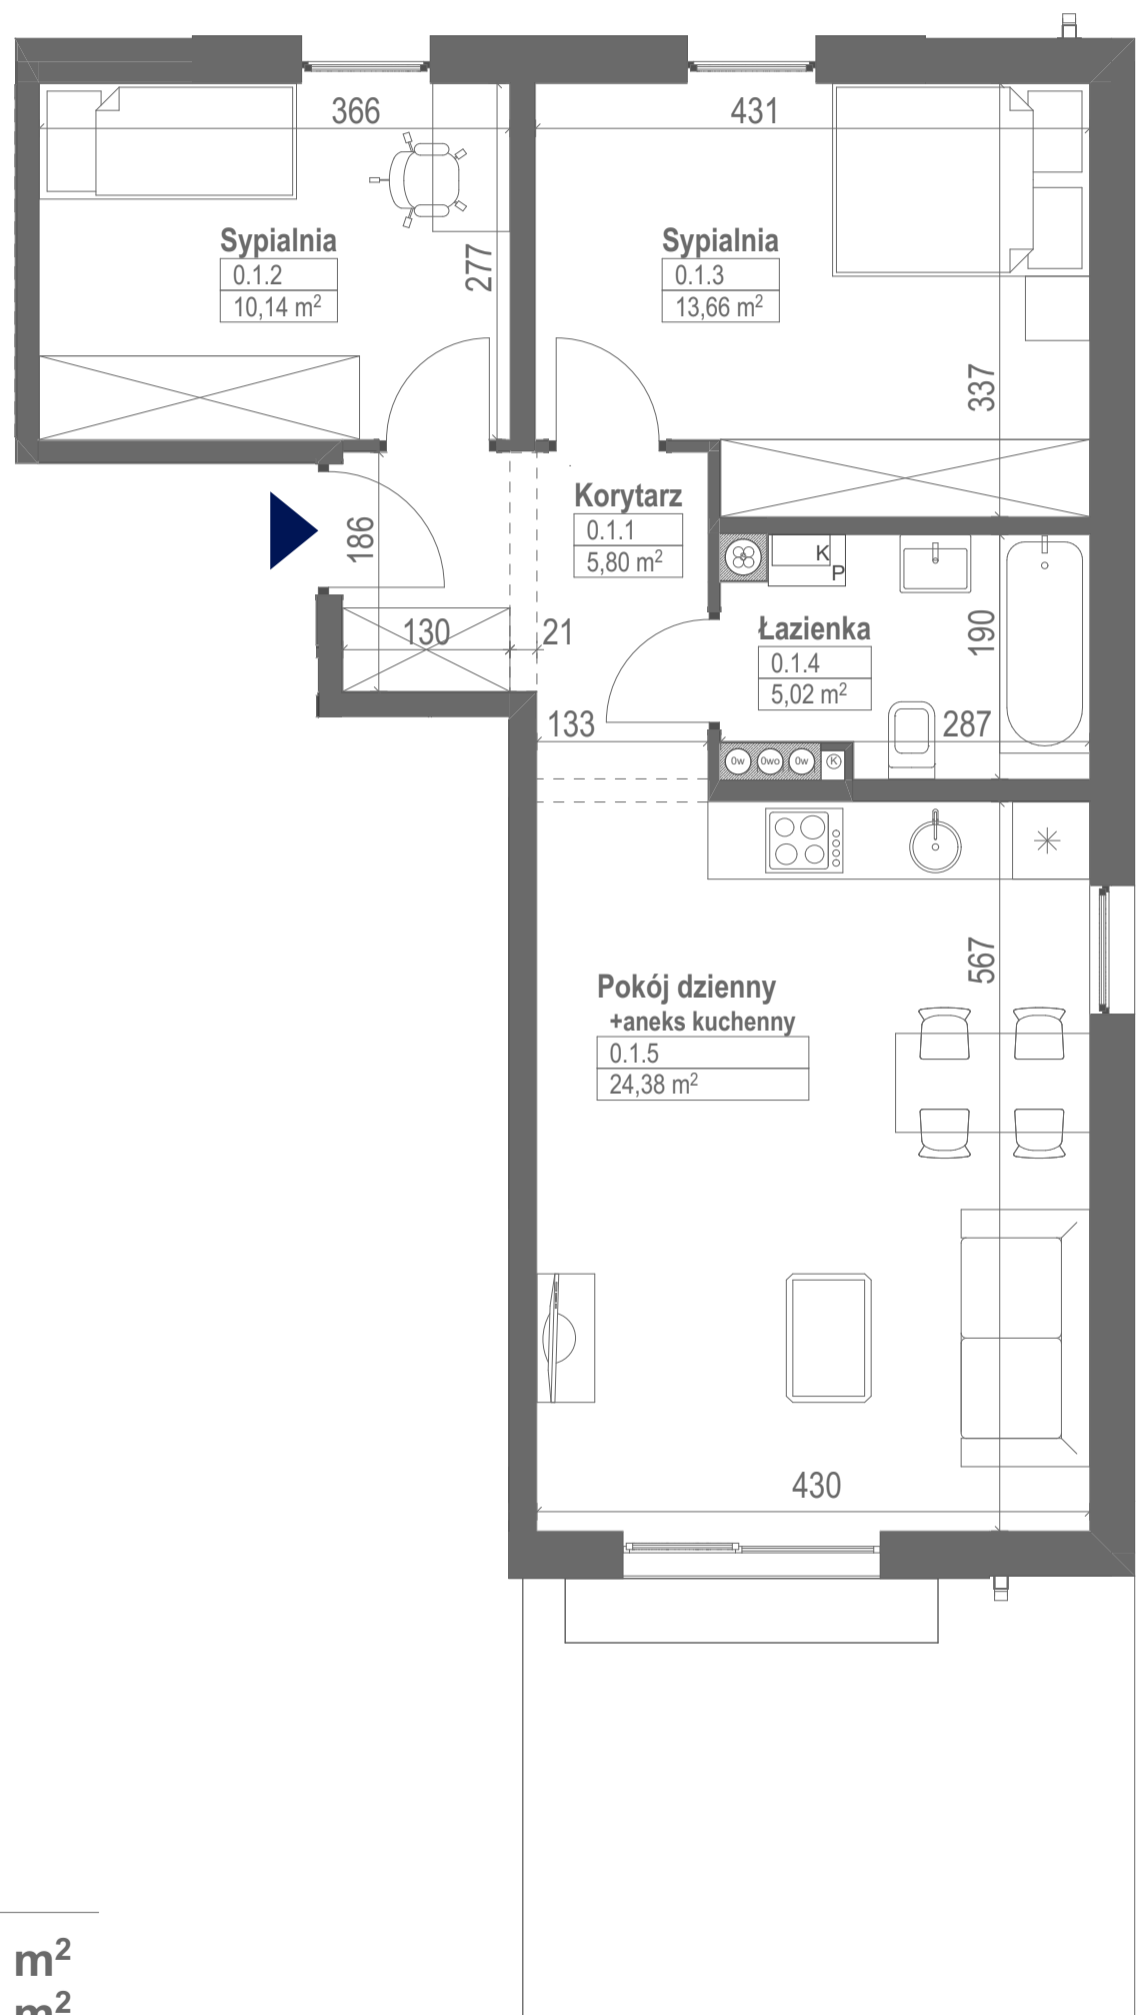 366
431
Sypialnia
0.1.2
10,14 m²
277
Sypialnia
0.1.3
13,66 m²
337
Korytarz
0.1.1
5,80 m²
186
K
P
130
21
Łazienka
0.1.4
5,02 m²
190
133
287
0w
0wo
0w
K
567
Pokój dzienny
+aneks kuchenny
0.1.5
24,38 m²
430
m²
m²